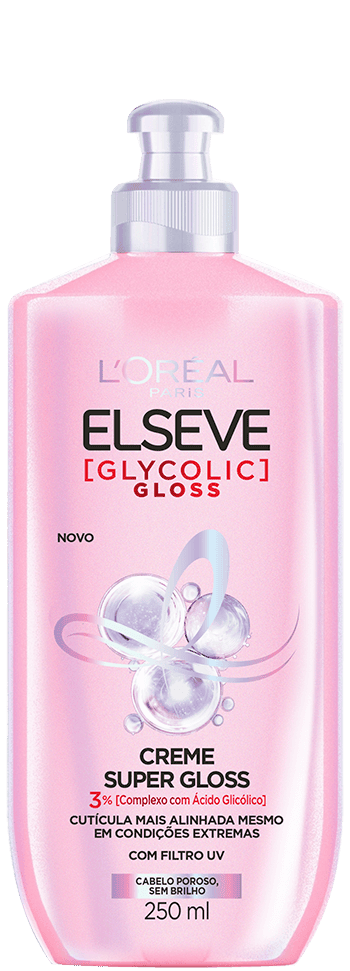 L'ORÉAL
PARIS
ELSEVE
[GLYCOLIC]
GLOSS
NOVO
CREME
SUPER GLOSS
3% [Complexo com Ácido Glicólico]
CUTÍCULA MAIS ALINHADA MESMO
EM CONDIÇÕES EXTREMAS
COM FILTRO UV
CABELO POROSO,
SEM BRILHO
250 ml